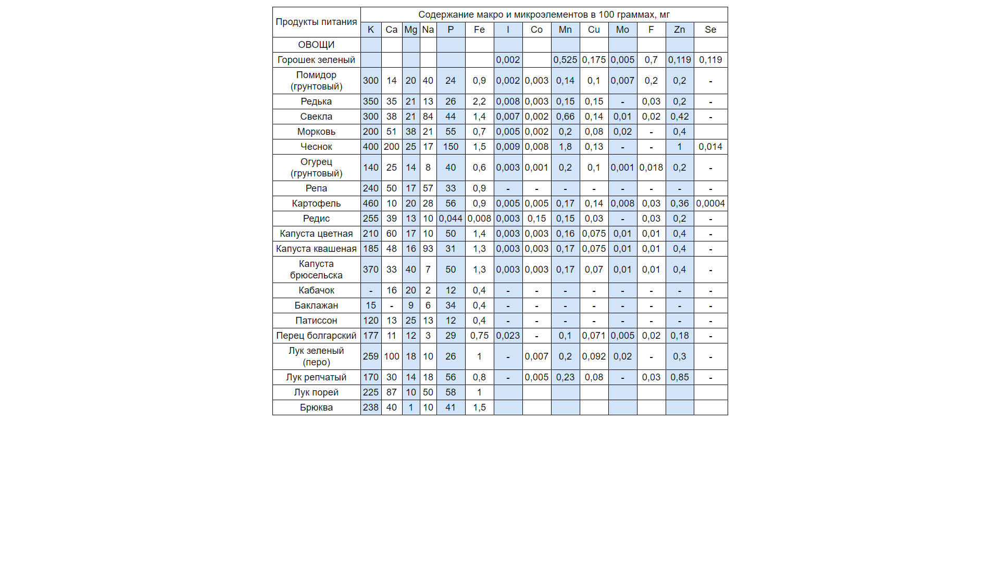 Продукты питания Содержание макро и микроэлементов в 100 граммах, мг
K Ca Mg Na P Fe I Co Mn Cu Mo F Zn Se
ОВОЩИ
Горошек зеленый 0,002 0,525 0,175 0,005 0,7 0,119 0,119
Помидор
(грунтовый) 300 14 20 40 24 0,9 0,002 0,003 0,14 0,1 0,007 0,2 0,2 -
Редька 350 35 21 13 26 2,2 0,008 0,003 0,15 0,15 - 0,03 0,2 -
Свекла 300 38 21 84 44 1,4 0,007 0,002 0,66 0,14 0,01 0,02 0,42 -
Морковь 200 51 38 21 55 0,7 0,005 0,002 0,2 0,08 0,02 - 0,4
Чеснок 400 200 25 17 150 1,5 0,009 0,008 1,8 0,13 - - 1 0,014
Огурец
(грунтовый) 140 25 14 8 40 0,6 0,003 0,001 0,2 0,1 0,001 0,018 0,2 -
Репа 240 50 17 57 33 0,9 - - - - - - - -
Картофель 460 10 20 28 56 0,9 0,005 0,005 0,17 0,14 0,008 0,03 0,36 0,0004
Редис 255 39 13 10 0,044 0,008 0,003 0,15 0,15 0,03 - 0,03 0,2 -
Капуста цветная 210 60 17 10 50 1,4 0,003 0,003 0,16 0,075 0,01 0,01 0,4 -
Капуста квашеная 185 48 16 93 31 1,3 0,003 0,003 0,17 0,075 0,01 0,01 0,4 -
Капуста
брюсельска 370 33 40 7 50 1,3 0,003 0,003 0,17 0,07 0,01 0,01 0,4 -
Кабачок - 16 20 2 12 0,4 - - - - - - - -
Баклажан 15 - 9 6 34 0,4 - - - - - - - -
Патиссон 120 13 25 13 12 0,4 - - - - - - - -
Перец болгарский 177 11 12 3 29 0,75 0,023 - 0,1 0,071 0,005 0,02 0,18 -
Лук зеленый
(перо) 259 100 18 10 26 1 - 0,007 0,2 0,092 0,02 - 0,3 -
Лук репчатый 170 30 14 18 56 0,8 - 0,005 0,23 0,08 - 0,03 0,85 -
Лук порей 225 87 10 50 58 1
Брюква 238 40 1 10 41 1,5